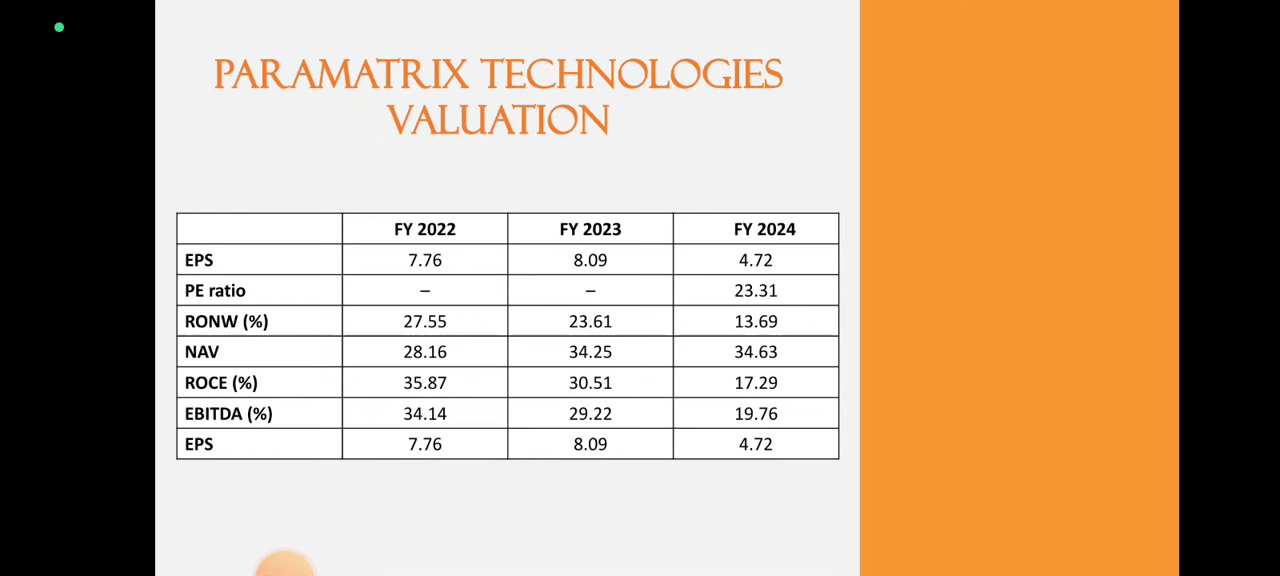 PARAMATRIX TECHNOLOGIES
VALUATION
FY 2022 FY 2023 FY 2024
EPS 7.76 8.09 4.72
PE ratio – – 23.31
RONW (%) 27.55 23.61 13.69
NAV 28.16 34.25 34.63
ROCE (%) 35.87 30.51 17.29
EBITDA (%) 34.14 29.22 19.76
EPS 7.76 8.09 4.72